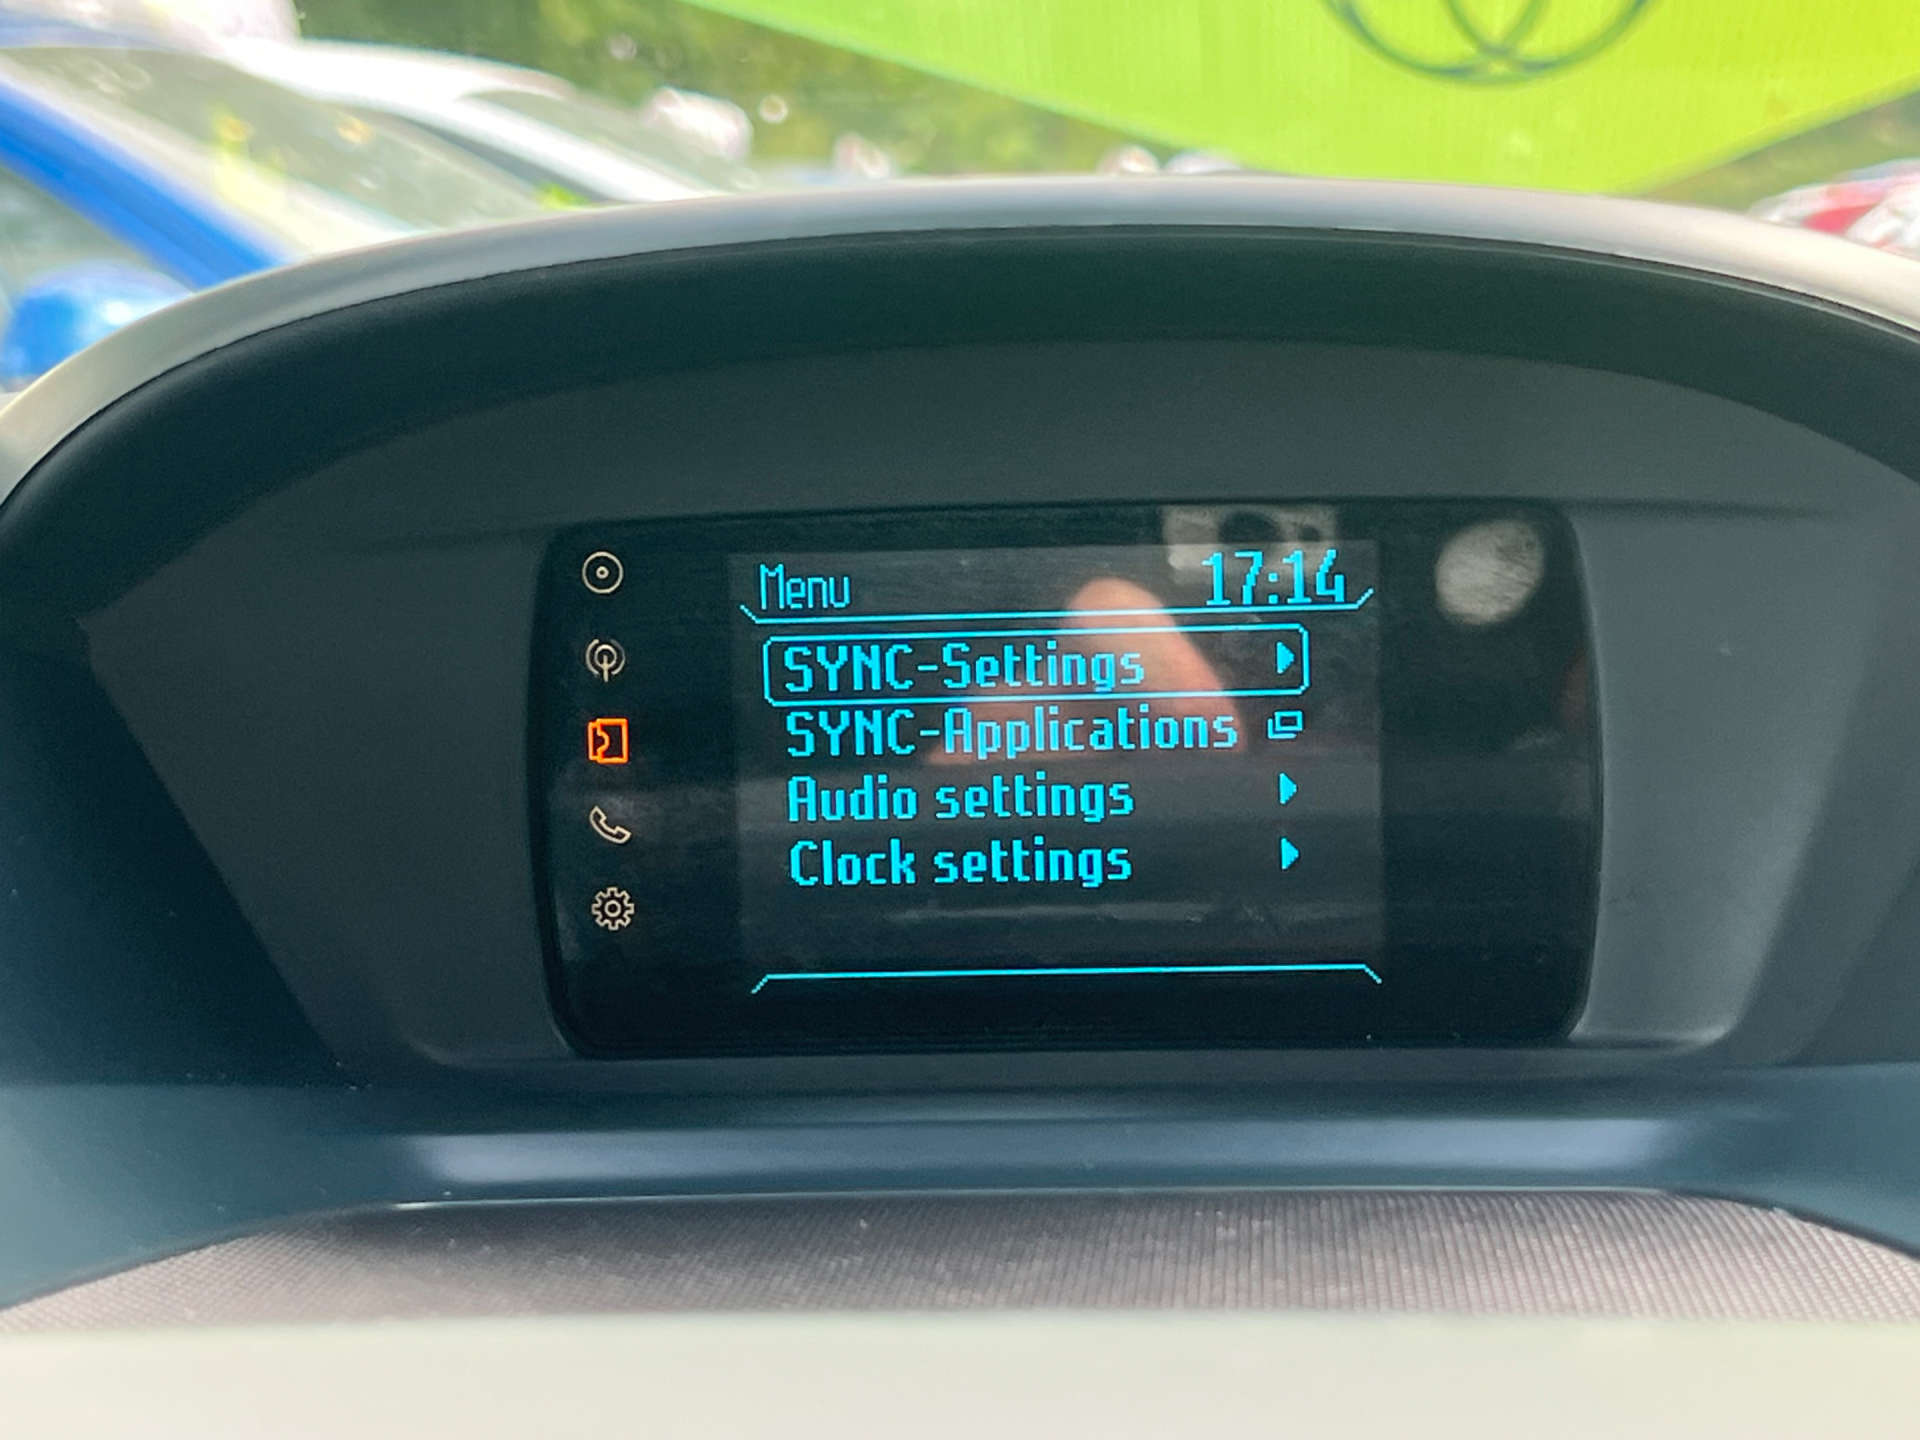 Menu 17:14
SYNC-Settings
SYNC-Applications
Audio settings
Clock settings